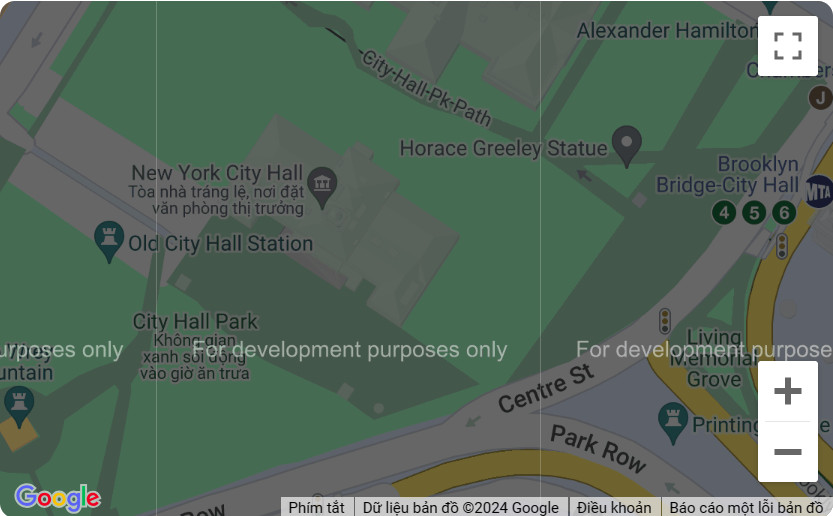 Alexander Hamilton
City-Hall-Pk-Path
J
Horace Greeley Statue
New York City Hall
Tòa nhà tráng lệ, nơi đặt
văn phòng thị trưởng
Brooklyn
Bridge-City Hall
MTA
4 5 6
Old City Hall Station
City Hall Park
Không gian
xanh sôi động
vào giờ ăn trưa
urposes only
For development purposes only
For development purpose
Living
Memorial
Grove
untain
Centre St
Park Row
Printing
Row
Google
Phím tắt
Dữ liệu bản đồ ©2024 Google
Điều khoản
Báo cáo một lỗi bản đồ